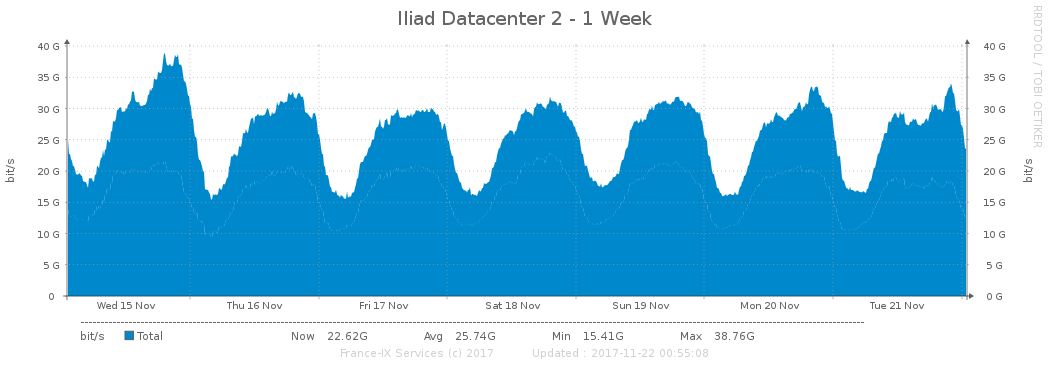 Iliad Datacenter 2 - 1 Week
RRDTOOL / TOBI OETIKER
bit/s
40 G 40 G
35 G 35 G
30 G 30 G
25 G 25 G
20 G 20 G
15 G 15 G
10 G 10 G
5 G 5 G
0 0 G
bit/s
Wed 15 Nov Thu 16 Nov Fri 17 Nov Sat 18 Nov Sun 19 Nov Mon 20 Nov Tue 21 Nov
bit/s Total Now 22.62G Avg 25.74G Min 15.41G Max 38.76G
France-IX Services (c) 2017 Updated : 2017-11-22 00:55:08